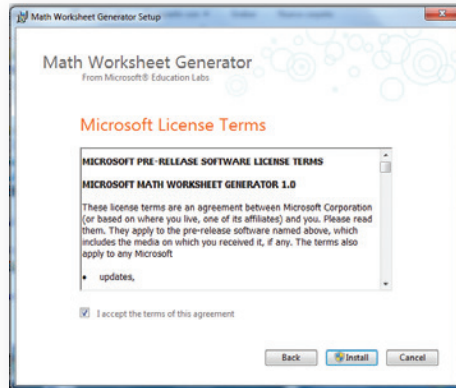 Math Worksheet Generator Setup
Math Worksheet Generator
From Microsoft® Education Labs
Microsoft License Terms
MICROSOFT PRE-RELEASE SOFTWARE LICENSE TERMS
MICROSOFT MATH WORKSHEET GENERATOR 1.0
These license terms are an agreement between Microsoft Corporation
(or based on where you live, one of its affiliates) and you. Please read
them. They apply to the pre-release software named above, which
includes the media on which you received it, if any. The terms also
apply to any Microsoft
• updates,
I accept the terms of this agreement
Back Install Cancel